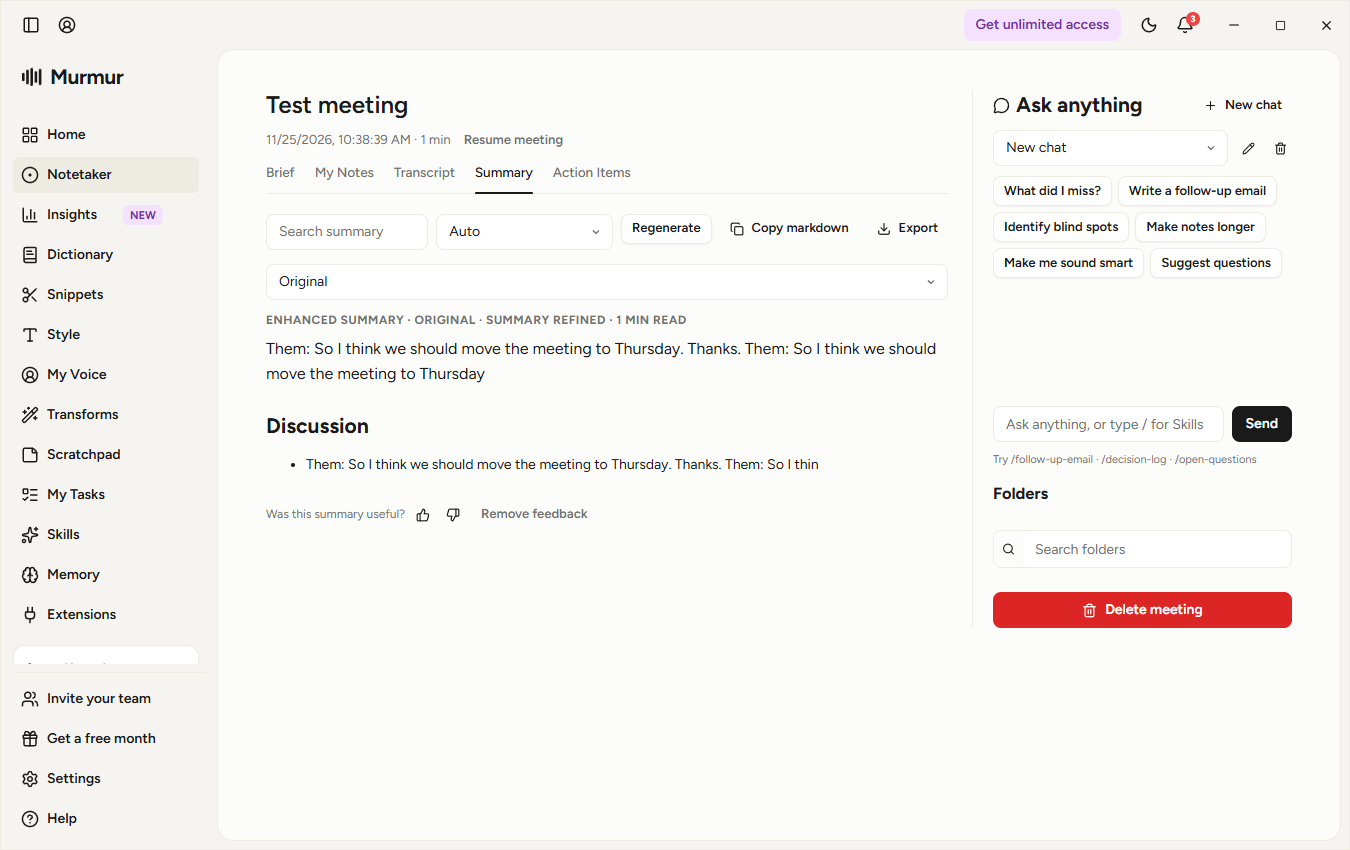 Get unlimited access
3
Murmur
Home
Notetaker
Insights NEW
Dictionary
Snippets
Style
My Voice
Transforms
Scratchpad
My Tasks
Skills
Memory
Extensions
Invite your team
Get a free month
Settings
Help
Test meeting
11/25/2026, 10:38:39 AM · 1 min Resume meeting
Brief My Notes Transcript Summary Action Items
Search summary Auto Regenerate Copy markdown Export
Original
ENHANCED SUMMARY · ORIGINAL · SUMMARY REFINED · 1 MIN READ
Them: So I think we should move the meeting to Thursday. Thanks. Them: So I think we should
move the meeting to Thursday
Discussion
• Them: So I think we should move the meeting to Thursday. Thanks. Them: So I thin
Was this summary useful? Remove feedback
Ask anything + New chat
New chat
What did I miss? Write a follow-up email
Identify blind spots Make notes longer
Make me sound smart Suggest questions
Ask anything, or type / for Skills Send
Try /follow-up-email · /decision-log · /open-questions
Folders
Search folders
Delete meeting